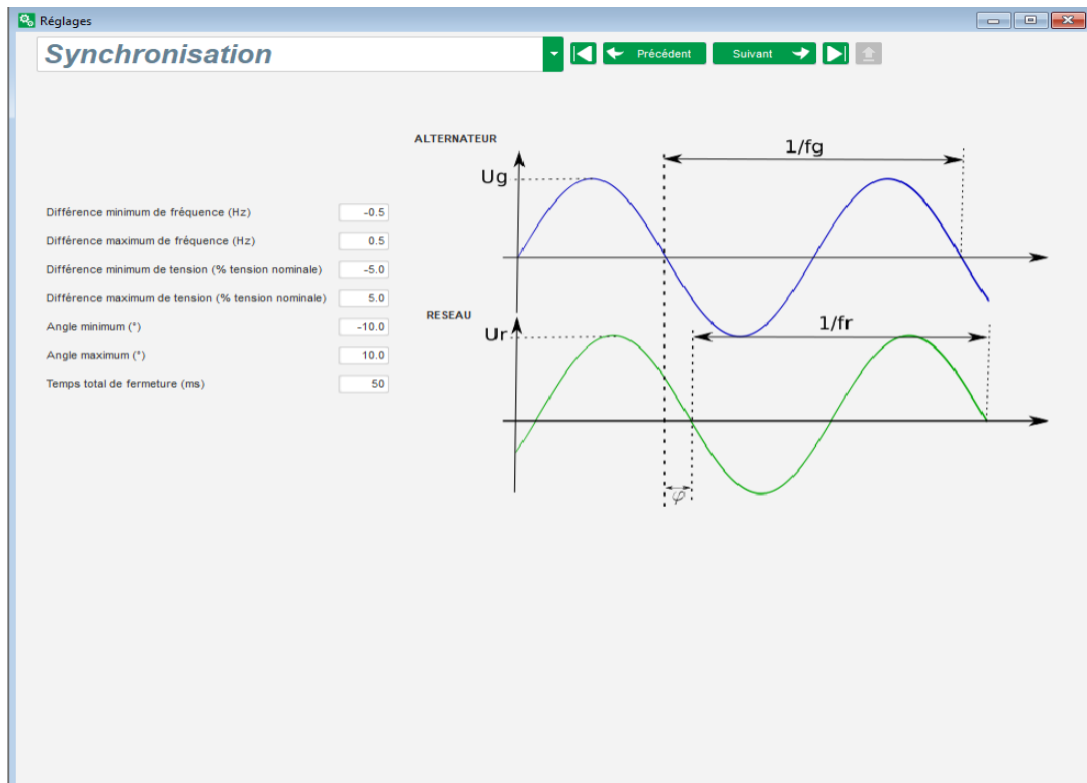 Réglages
Synchronisation
Précédent
Suivant
ALTERNATEUR
1/fg
Ug
Différence minimum de fréquence (Hz) -0.5
Différence maximum de fréquence (Hz) 0.5
Différence minimum de tension (% tension nominale) -5.0
Différence maximum de tension (% tension nominale) 5.0
Angle minimum (°) -10.0
Angle maximum (°) 10.0
Temps total de fermeture (ms) 50
RESEAU
1/fr
Ur
φ